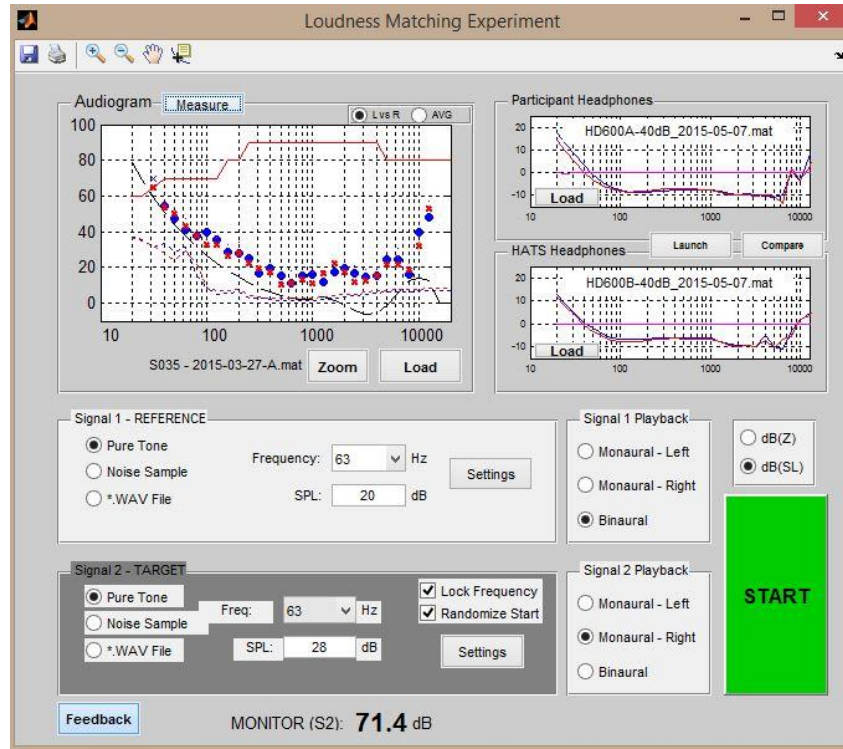 Loudness Matching Experiment
Audiogram
Measure
L vs R
AVG
100
80
60
40
20
0
10
100
1000
10000
S035 - 2015-03-27-A.mat
Zoom
Load
Participant Headphones
20
10
0
-10
HD600A-40dB_2015-05-07.mat
Load
10
100
1000
10000
HATS Headphones
Launch
Compare
20
10
0
-10
HD600B-40dB_2015-05-07.mat
Load
10
100
1000
10000
Signal 1 - REFERENCE
Pure Tone
Noise Sample
*.WAV File
Frequency: 63 Hz
SPL: 20 dB
Settings
Signal 1 Playback
Monaural - Left
Monaural - Right
Binaural
dB(Z)
dB(SL)
Signal 2 - TARGET
Pure Tone
Noise Sample
*.WAV File
Freq: 63 Hz
SPL: 28 dB
Lock Frequency
Randomize Start
Settings
Signal 2 Playback
Monaural - Left
Monaural - Right
Binaural
START
Feedback
MONITOR (S2): 71.4 dB